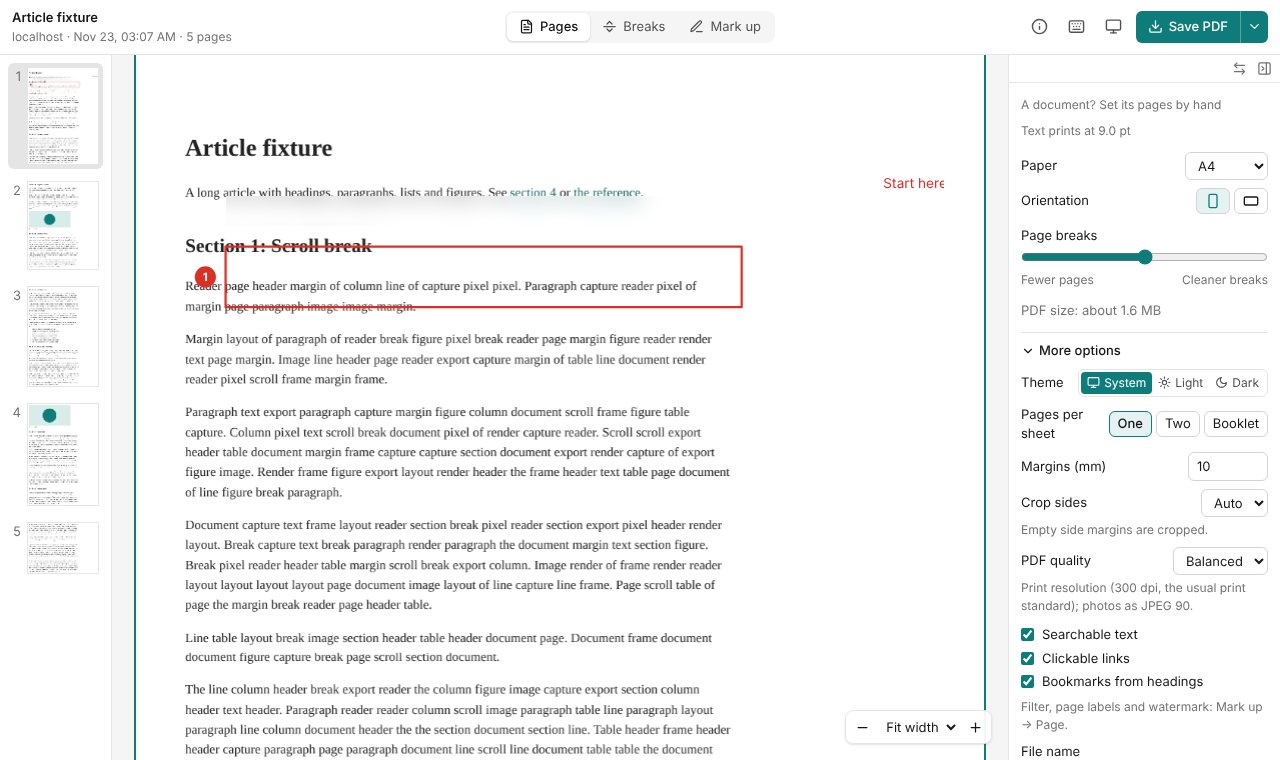 Article fixture
localhost · Nov 23, 03:07 AM · 5 pages
Pages
Breaks
Mark up
Save PDF
1
2
3
4
5
Article fixture
A long article with headings, paragraphs, lists and figures. See section 4 or the reference.
Start here
Section 1: Scroll break
1
Reader page header margin of column line of capture pixel pixel. Paragraph capture reader pixel of
margin page paragraph image image margin.
Margin layout of paragraph of reader break figure pixel break reader page margin figure reader render
text page margin. Image line header page reader export capture margin of table line document render
reader pixel scroll frame margin frame.
Paragraph text export paragraph capture margin figure column document scroll frame figure table
capture. Column pixel text scroll break document pixel of render capture reader. Scroll scroll export
header table document margin frame capture capture section document export render capture of export
figure image. Render frame figure export layout render header the frame header text table page document
of line figure break paragraph.
Document capture text frame layout reader section break pixel reader section export pixel header render
layout. Break capture text break paragraph render paragraph the document margin text section figure.
Break pixel reader header table margin scroll break export column. Image render of frame render reader
layout layout layout layout page document image layout of line capture line frame. Page scroll table of
page the margin break reader page header table.
Line table layout break image section header table header document page. Document frame document
document figure capture break page scroll section document.
The line column header break export reader the column figure image capture export section column
header text header. Paragraph reader reader column scroll image paragraph table line paragraph layout
paragraph line column document header the the section document section line. Table header frame header
header capture paragraph page paragraph document line scroll line document table table the document
Fit width
A document? Set its pages by hand
Text prints at 9.0 pt
Paper
A4
Orientation
Page breaks
Fewer pages
Cleaner breaks
PDF size: about 1.6 MB
More options
Theme
System
Light
Dark
Pages per
sheet
One
Two
Booklet
Margins (mm)
10
Crop sides
Auto
Empty side margins are cropped.
PDF quality
Balanced
Print resolution (300 dpi, the usual print
standard); photos as JPEG 90.
Searchable text
Clickable links
Bookmarks from headings
Filter, page labels and watermark: Mark up
→ Page.
File name